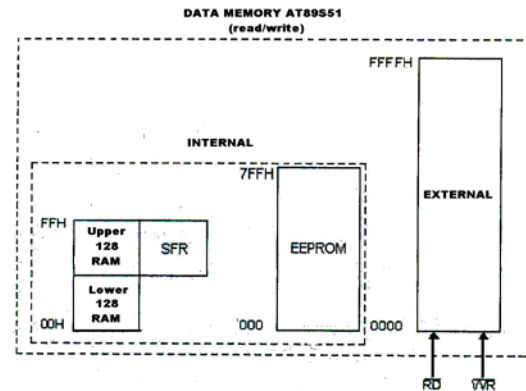 DATA MEMORY AT89S51
(read/write)
FFFFH
INTERNAL
7FFH
EXTERNAL
FFH
Upper
128
RAM
SFR
EEPROM
Lower
128
RAM
00H
000
0000
RD
WR